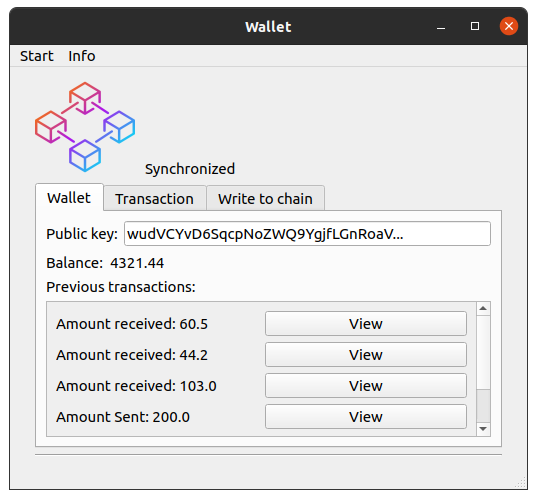 Wallet
Start Info
Synchronized
Wallet Transaction Write to chain
Public key: wudVCYvD6SqcpNoZWQ9YgjfLGnRoaV...
Balance: 4321.44
Previous transactions:
Amount received: 60.5 View
Amount received: 44.2 View
Amount received: 103.0 View
Amount Sent: 200.0 View